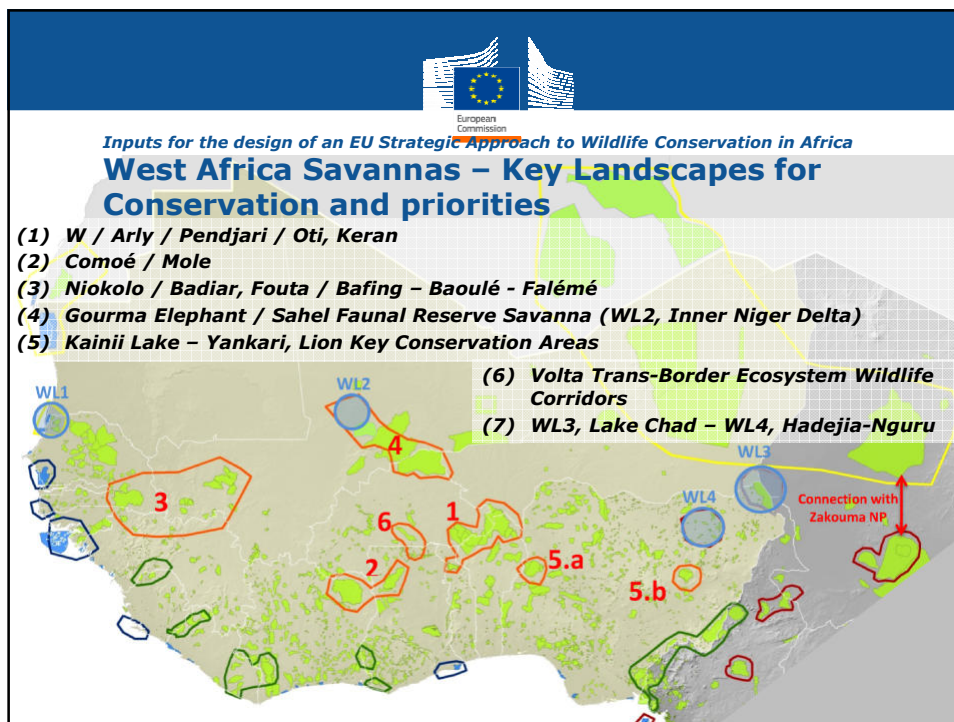 European
Commission
Inputs for the design of an EU Strategic Approach to Wildlife Conservation in Africa
West Africa Savannas – Key Landscapes for
Conservation and priorities
(1) W / Arly / Pendjari / Oti, Keran
(2) Comoé / Mole
(3) Niokolo / Badiar, Fouta / Bafing – Baoulé - Falémé
(4) Gourma Elephant / Sahel Faunal Reserve Savanna (WL2, Inner Niger Delta)
(5) Kainii Lake – Yankari, Lion Key Conservation Areas
(6) Volta Trans-Border Ecosystem Wildlife
Corridors
(7) WL3, Lake Chad – WL4, Hadejia-Nguru
WL1
WL2
WL3
4
3
WL4
Connection with
Zakouma NP
1
6
2
5.a
5.b